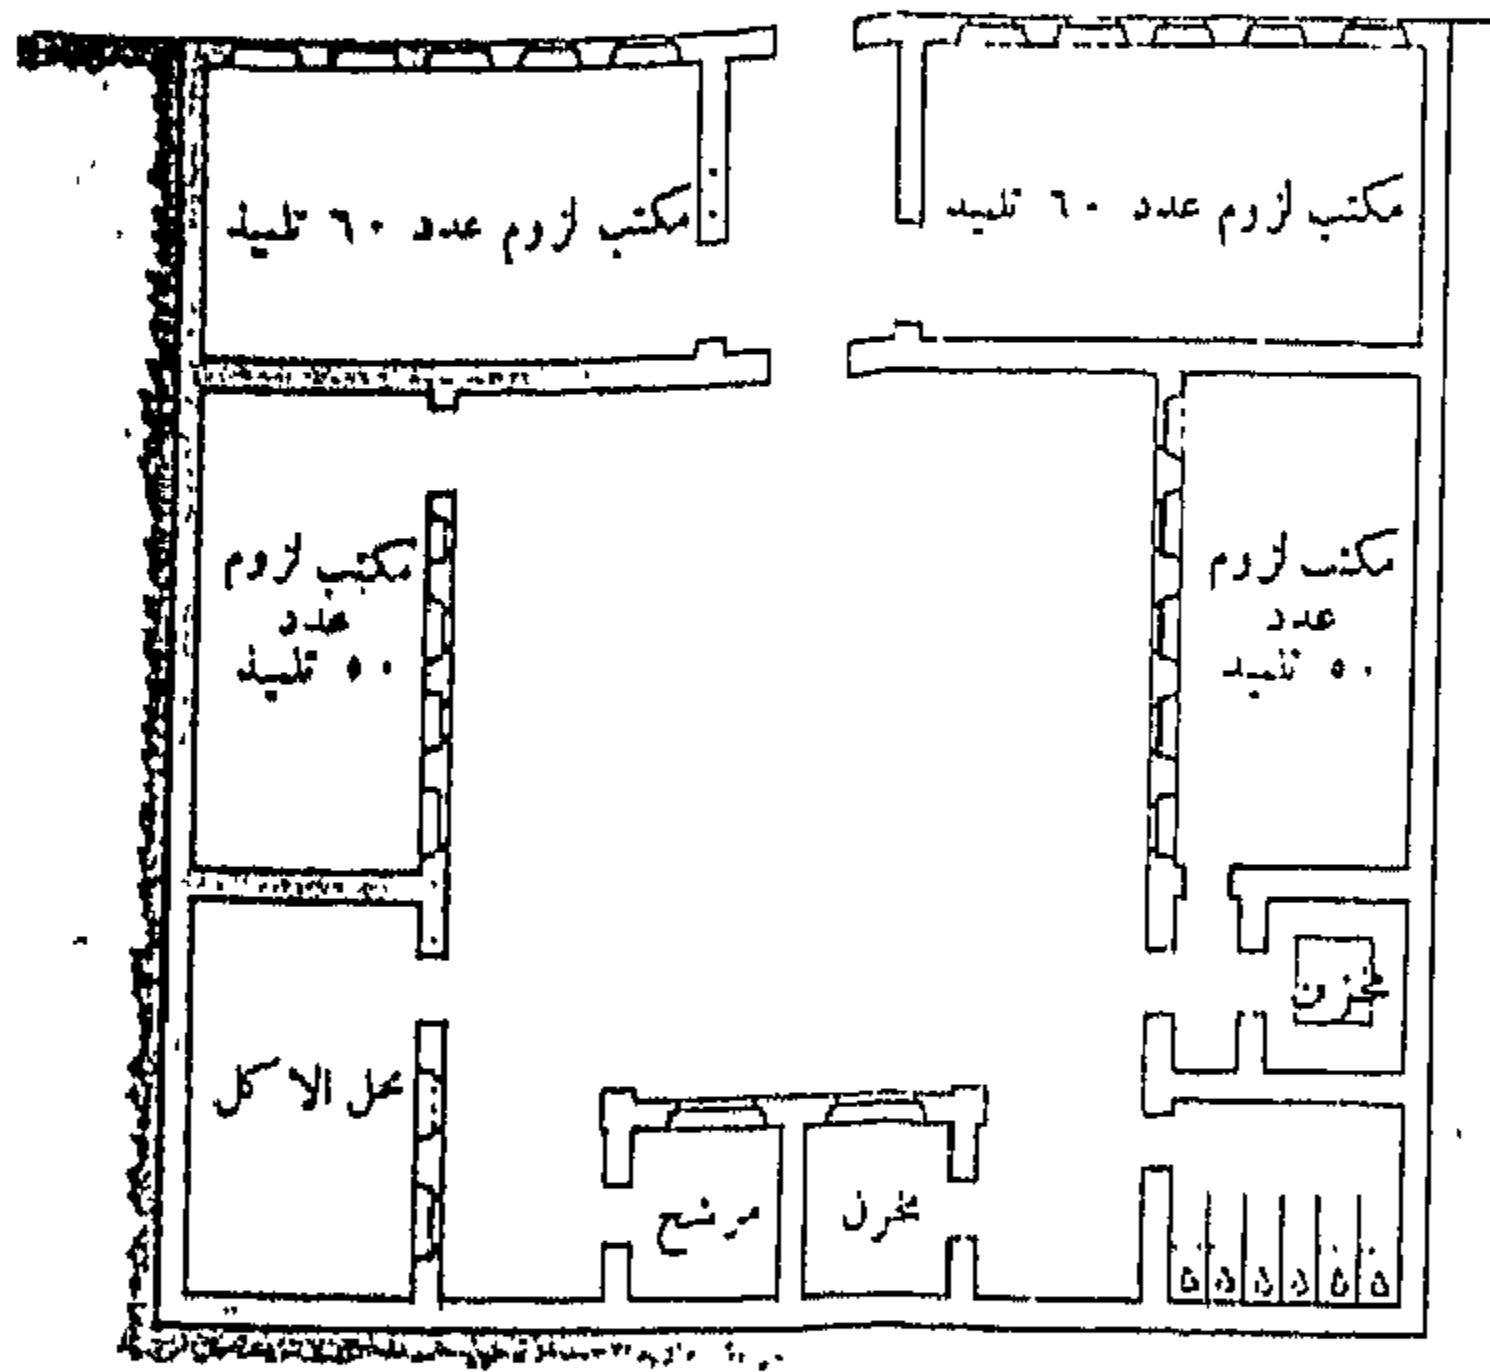 مكتب لزوم عدد ٦٠ تلميذ
مكتب لزوم عدد ٦٠ تلميذ
مكتب لزوم
عدد
٥٠ تلميذ
مكتب لزوم
عدد
٥٠ تلميذ
مخزن
محل الاكل
مخزن
مرشح